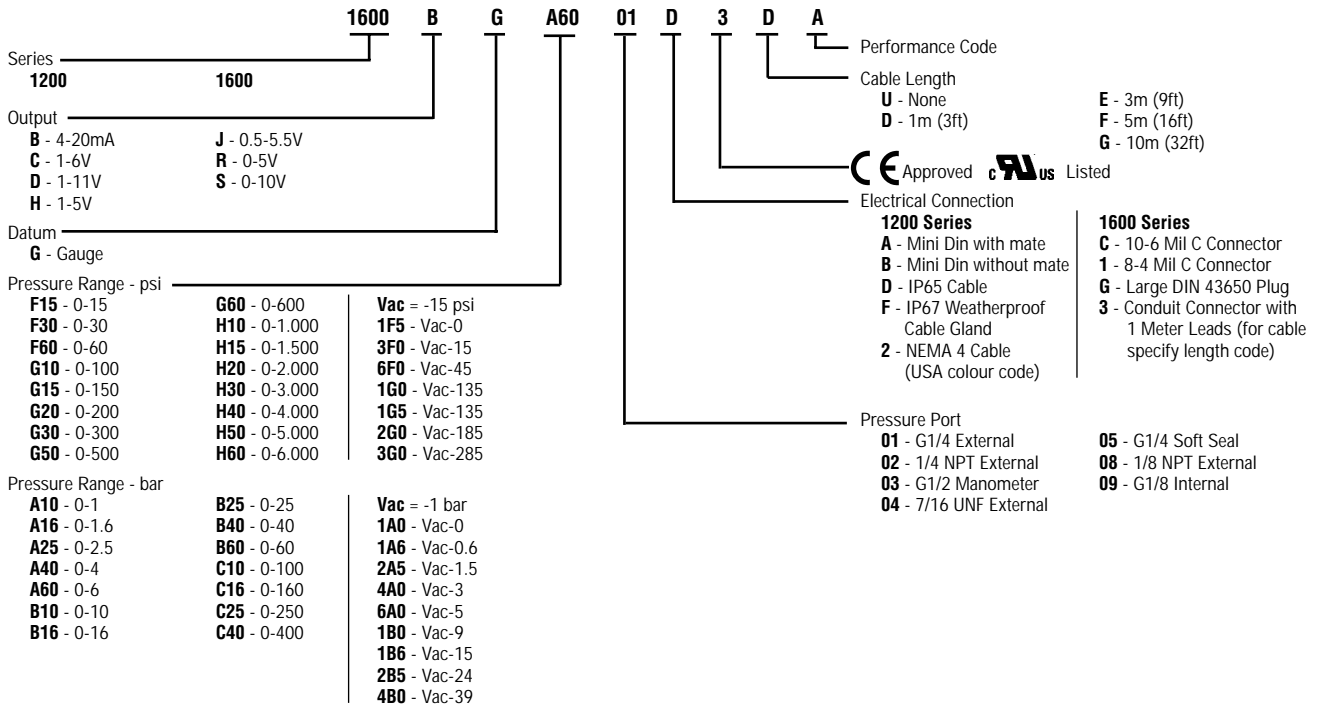 1600 B G A60 01 D 3 D A
Series
1200 1600
Output
B - 4-20mA J - 0.5-5.5V
C - 1-6V R - 0-5V
D - 1-11V S - 0-10V
H - 1-5V
Datum
G - Gauge
Pressure Range - psi
F15 - 0-15 G60 - 0-600 Vac = -15 psi
F30 - 0-30 H10 - 0-1.000 1F5 - Vac-0
F60 - 0-60 H15 - 0-1.500 3F0 - Vac-15
G10 - 0-100 H20 - 0-2.000 6F0 - Vac-45
G15 - 0-150 H30 - 0-3.000 1G0 - Vac-135
G20 - 0-200 H40 - 0-4.000 1G5 - Vac-135
G30 - 0-300 H50 - 0-5.000 2G0 - Vac-185
G50 - 0-500 H60 - 0-6.000 3G0 - Vac-285
Pressure Range - bar
A10 - 0-1 B25 - 0-25 Vac = -1 bar
A16 - 0-1.6 B40 - 0-40 1A0 - Vac-0
A25 - 0-2.5 B60 - 0-60 1A6 - Vac-0.6
A40 - 0-4 C10 - 0-100 2A5 - Vac-1.5
A60 - 0-6 C16 - 0-160 4A0 - Vac-3
B10 - 0-10 C25 - 0-250 6A0 - Vac-5
B16 - 0-16 C40 - 0-400 1B0 - Vac-9
1B6 - Vac-15
2B5 - Vac-24
4B0 - Vac-39
Performance Code
Cable Length
U - None E - 3m (9ft)
D - 1m (3ft) F - 5m (16ft)
G - 10m (32ft)
CE Approved c RU US Listed
Electrical Connection
1200 Series
A - Mini Din with mate
B - Mini Din without mate
D - IP65 Cable
F - IP67 Weatherproof
Cable Gland
2 - NEMA 4 Cable
(USA colour code)
1600 Series
C - 10-6 Mil C Connector
1 - 8-4 Mil C Connector
G - Large DIN 43650 Plug
3 - Conduit Connector with
1 Meter Leads (for cable
specify length code)
Pressure Port
01 - G1/4 External 05 - G1/4 Soft Seal
02 - 1/4 NPT External 08 - 1/8 NPT External
03 - G1/2 Manometer 09 - G1/8 Internal
04 - 7/16 UNF External